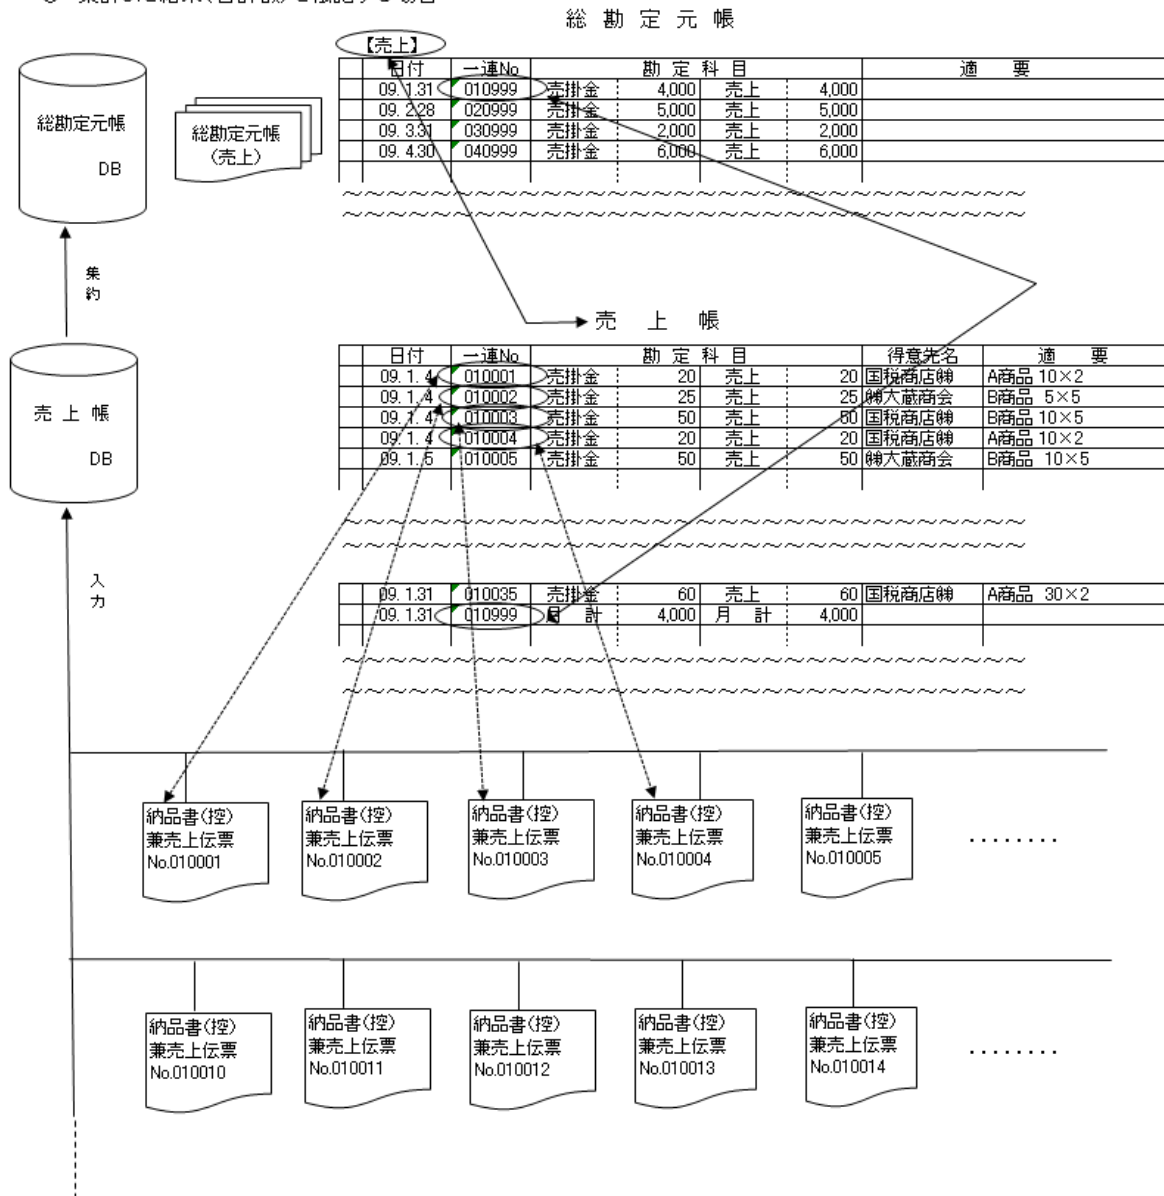 総 勘 定 元 帳
【売上】
日付 一連No 勘 定 科 目 適 要
09. 1.31 010999 売掛金 4,000 売上 4,000
09. 2.28 020999 売掛金 5,000 売上 5,000
09. 3.31 030999 売掛金 2,000 売上 2,000
09. 4.30 040999 売掛金 6,000 売上 6,000
総勘定元帳
DB
総勘定元帳
(売上)
集
約
売 上 帳
日付 一連No 勘 定 科 目 得意先名 適 要
09. 1. 4 010001 売掛金 20 売上 20 国税商店㈱ A商品 10×2
09. 1. 4 010002 売掛金 25 売上 25 ㈱大蔵商会 B商品 5×5
09. 1. 4 010003 売掛金 50 売上 50 国税商店㈱ B商品 10×5
09. 1. 4 010004 売掛金 20 売上 20 国税商店㈱ A商品 10×2
09. 1. 5 010005 売掛金 50 売上 50 ㈱大蔵商会 B商品 10×5
売 上 帳
DB
入
力
09. 1.31 010035 売掛金 60 売上 60 国税商店㈱ A商品 30×2
09. 1.31 010999 月 計 4,000 月 計 4,000
納品書(控)
兼売上伝票
No.010001
納品書(控)
兼売上伝票
No.010002
納品書(控)
兼売上伝票
No.010003
納品書(控)
兼売上伝票
No.010004
納品書(控)
兼売上伝票
No.010005
........
納品書(控)
兼売上伝票
No.010010
納品書(控)
兼売上伝票
No.010011
納品書(控)
兼売上伝票
No.010012
納品書(控)
兼売上伝票
No.010013
納品書(控)
兼売上伝票
No.010014
........